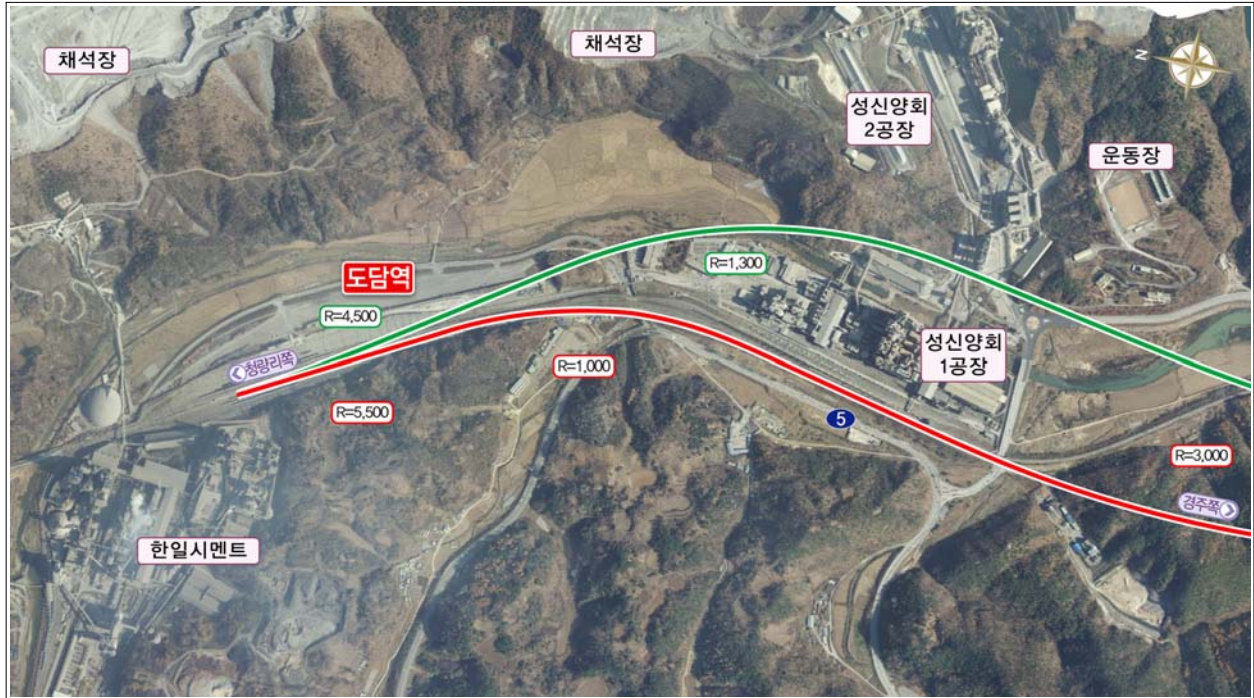 채석장
채석장
N
성신양회
2공장
운동장
도담역
R=1,300
R=4,500
성신양회
1공장
청량리쪽
R=1,000
R=5,500
5
R=3,000
경주쪽
한일시멘트